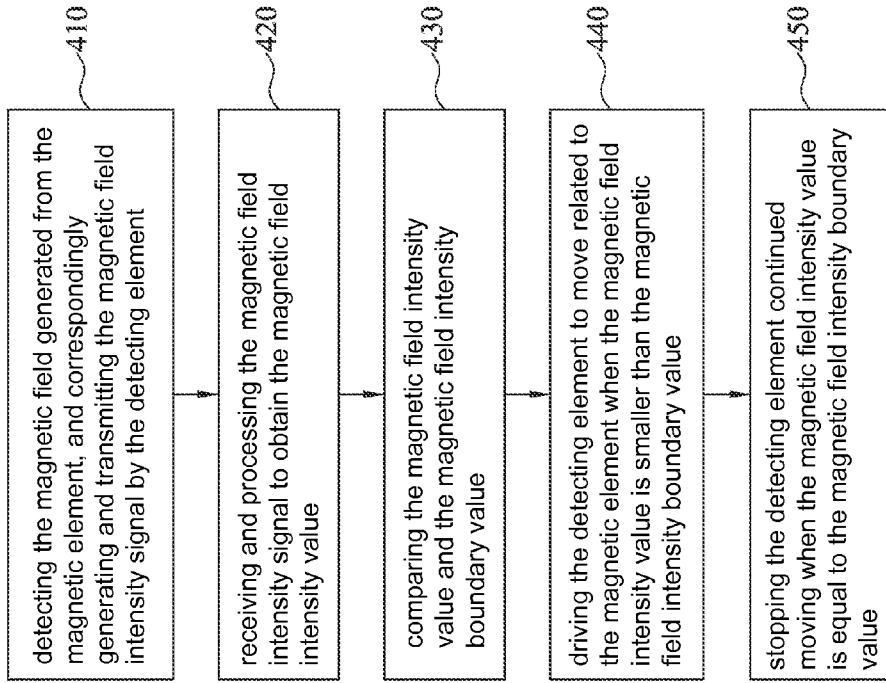 detecting the magnetic field generated from the
magnetic element, and correspondingly
generating and transmitting the magnetic field
intensity signal by the detecting element
410
receiving and processing the magnetic field
intensity signal to obtain the magnetic field
intensity value
420
comparing the magnetic field intensity
value and the magnetic field intensity
boundary value
430
driving the detecting element to move related to
the magnetic element when the magnetic field
intensity value is smaller than the magnetic
field intensity boundary value
440
stopping the detecting element continued
moving when the magnetic field intensity value
is equal to the magnetic field intensity boundary
value
450